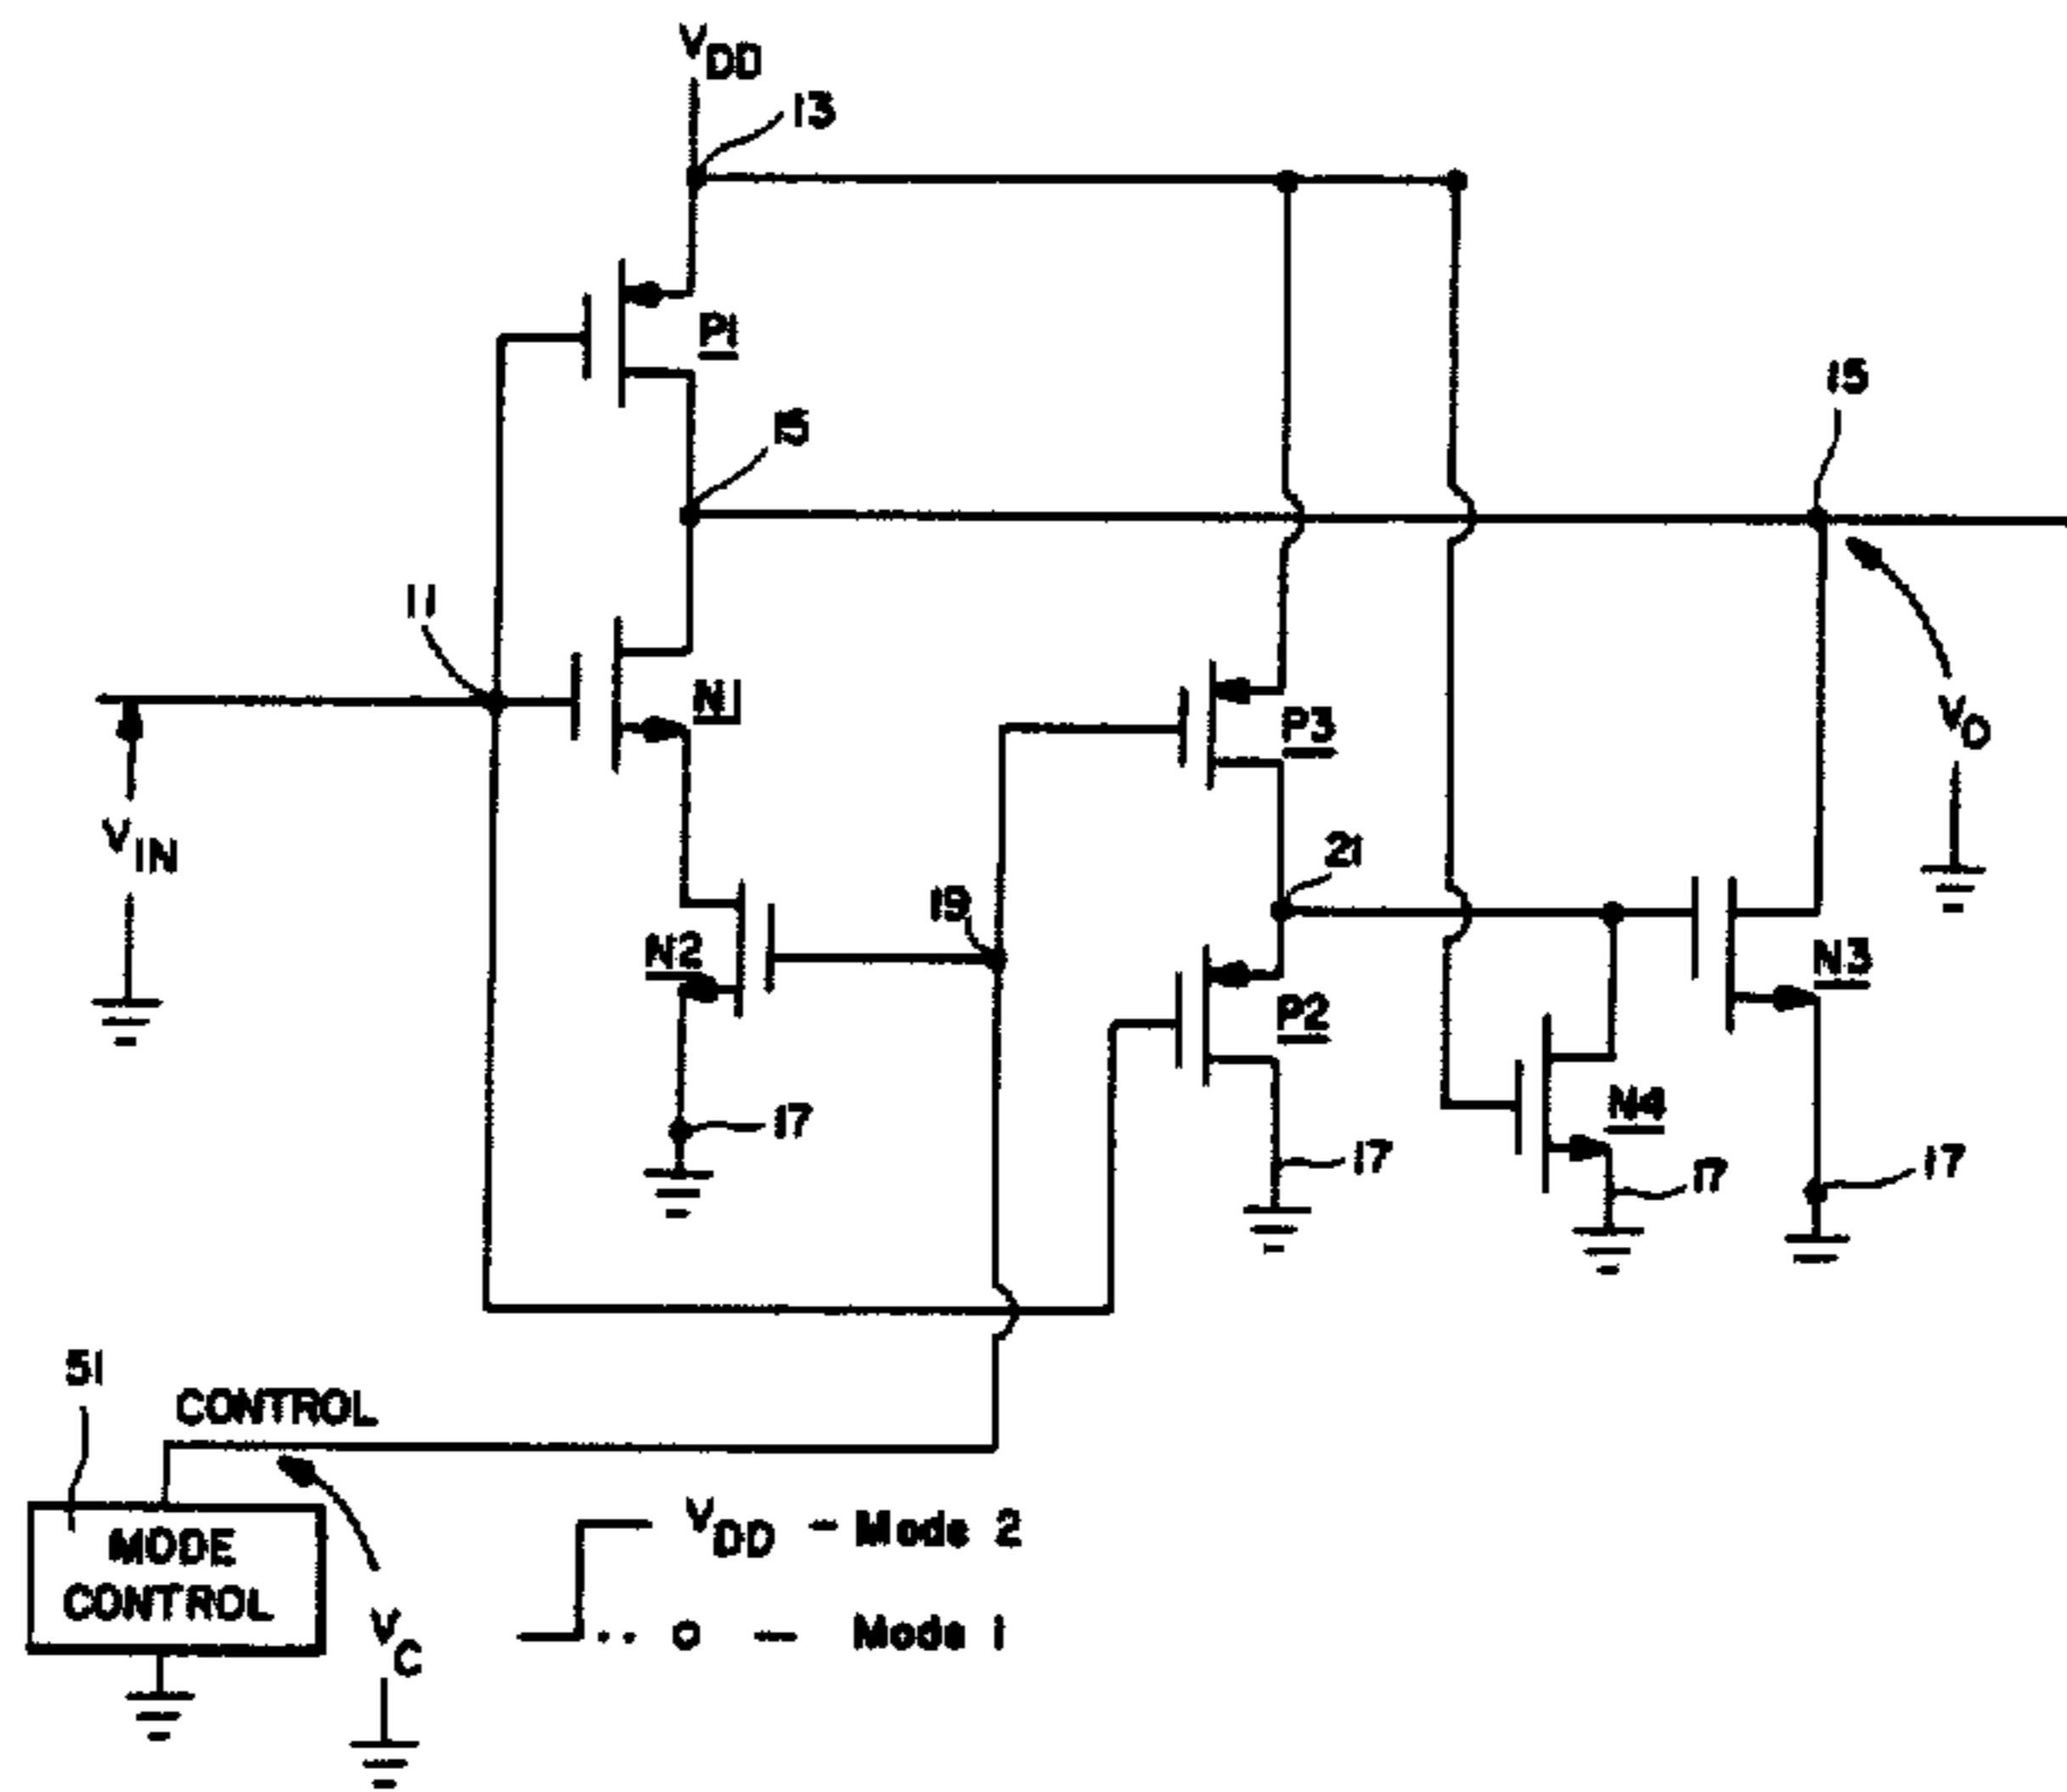 VDD
13
P1
15
15
11
N1
P3
VO
VIN
21
19
N2
N3
P2
N4
17
17
17
17
51
CONTROL
MODE
CONTROL
VDD - Mode 2
O - Mode 1
VC